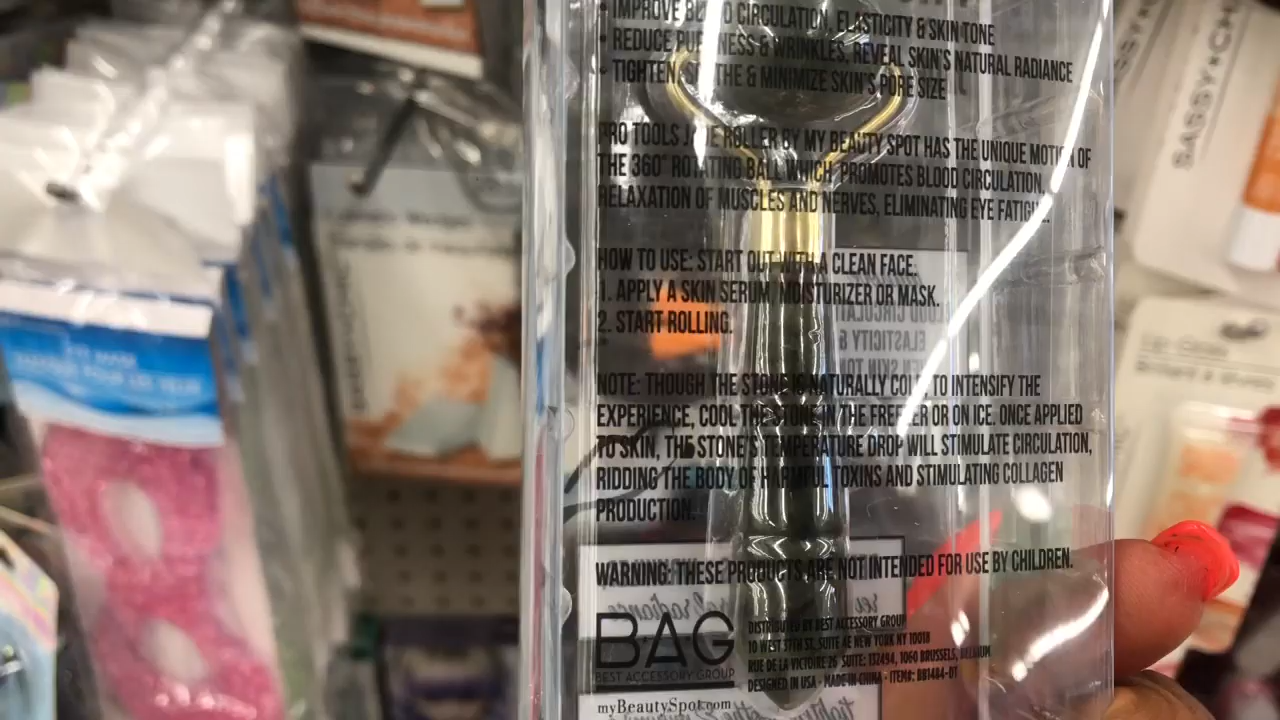 • IMPROVE BLOOD CIRCULATION, ELASTICITY & SKIN TONE
• REDUCE PUFFINESS & WRINKLES, REVEAL SKIN'S NATURAL RADIANCE
• TIGHTEN, SOOTHE & MINIMIZE SKIN'S PORE SIZE
PRO TOOLS JADE ROLLER BY MY BEAUTY SPOT HAS THE UNIQUE MOTION OF
THE 360° ROTATING BALL WHICH PROMOTES BLOOD CIRCULATION,
RELAXATION OF MUSCLES AND NERVES, ELIMINATING EYE FATIGUE.
HOW TO USE: START OUT WITH A CLEAN FACE.
1. APPLY A SKIN SERUM, MOISTURIZER OR MASK.
2. START ROLLING.
NOTE: THOUGH THE STONE IS NATURALLY COLD, TO INTENSIFY THE
EXPERIENCE, COOL THE STONE IN THE FREEZER OR ON ICE. ONCE APPLIED
TO SKIN, THE STONE'S TEMPERATURE DROP WILL STIMULATE CIRCULATION,
RIDDING THE BODY OF HARMFUL TOXINS AND STIMULATING COLLAGEN
PRODUCTION.
WARNING: THESE PRODUCTS ARE NOT INTENDED FOR USE BY CHILDREN.
BAG
BEST ACCESSORY GROUP
DISTRIBUTED BY BEST ACCESSORY GROUP
10 WEST 37TH ST, SUITE 4E NEW YORK NY 10018
RUE DE LA VICTOIRE 26 SUITE: 132494, 1060 BRUSSELS, BELGIUM
DESIGNED IN USA • MADE IN CHINA • ITEM#: BB1484-OT
myBeautySpot.com
SASSY+CH